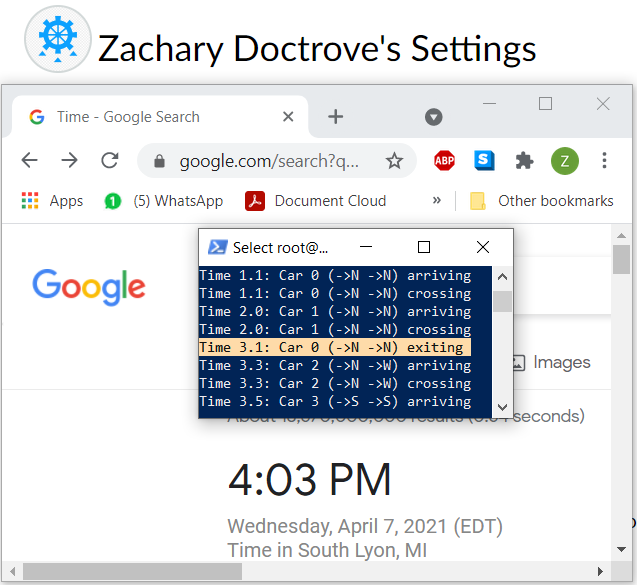 Zachary Doctrove's Settings
Time - Google Search
google.com/search?q...
ABP
S
Z
Apps
1
(5) WhatsApp
Document Cloud
»
Other bookmarks
Select root@...
Google
Time 1.1: Car 0 (->N ->N) arriving
Time 1.1: Car 0 (->N ->N) crossing
Time 2.0: Car 1 (->N ->N) arriving
Time 2.0: Car 1 (->N ->N) crossing
Time 3.1: Car 0 (->N ->N) exiting
Time 3.3: Car 2 (->N ->W) arriving
Time 3.3: Car 2 (->N ->W) crossing
Time 3.5: Car 3 (->S ->S) arriving
Images
seconds)
4:03 PM
Wednesday, April 7, 2021 (EDT)
Time in South Lyon, MI